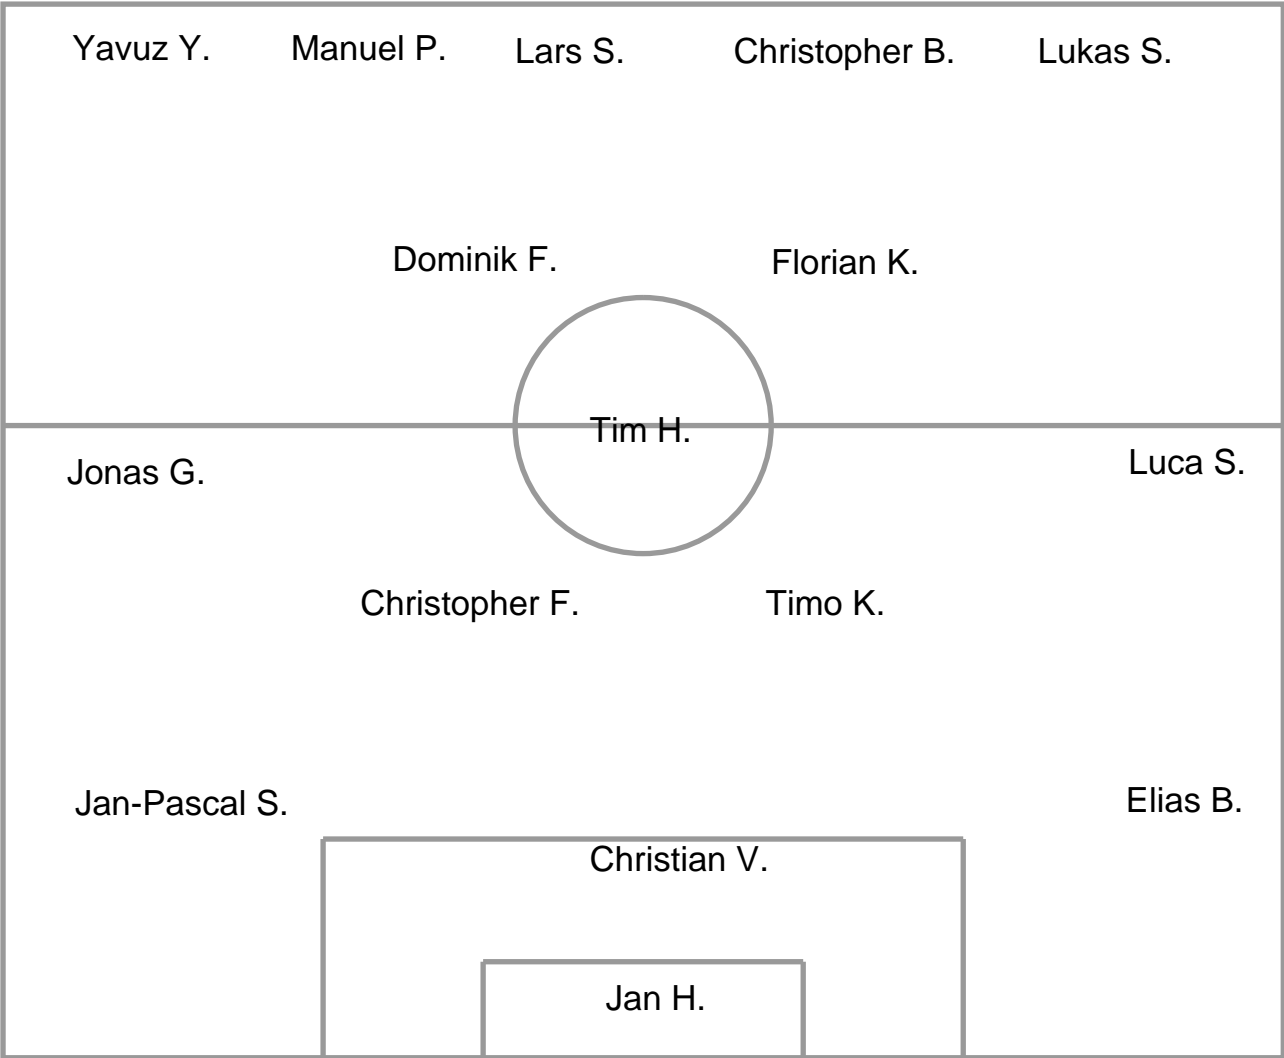 Yavuz Y. Manuel P. Lars S. Christopher B. Lukas S.
Dominik F. Florian K.
Tim H.
Jonas G. Luca S.
Christopher F. Timo K.
Jan-Pascal S. Elias B.
Christian V.
Jan H.